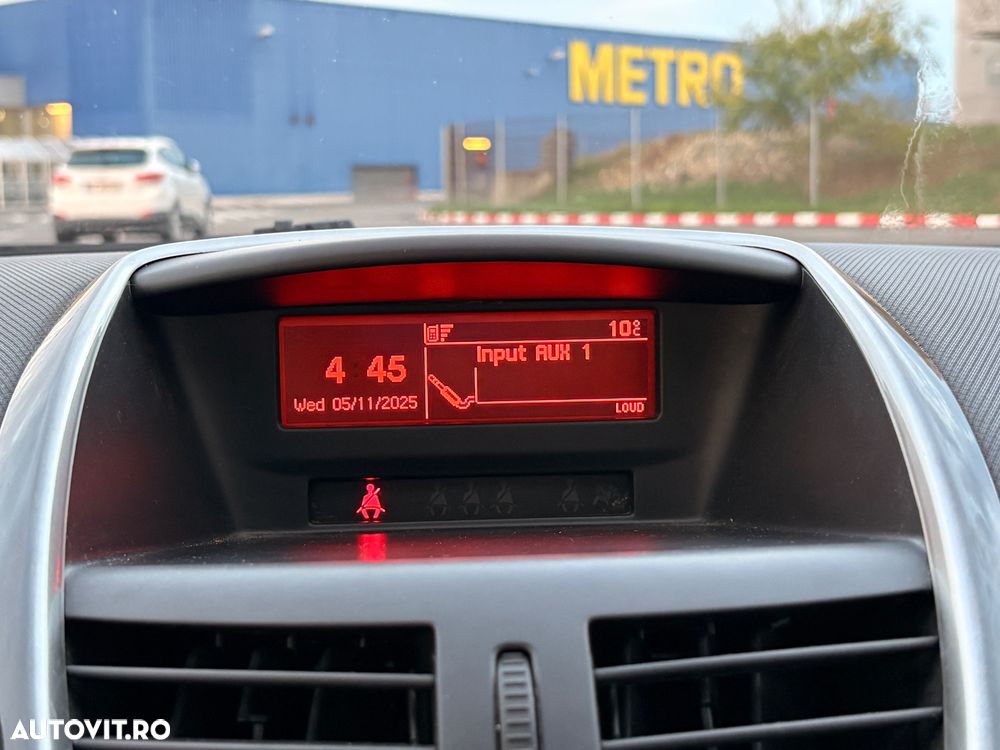 METRO
10°C
Input AUX 1
4:45
Wed 05/11/2025
LOUD
AUTOVIT.RO